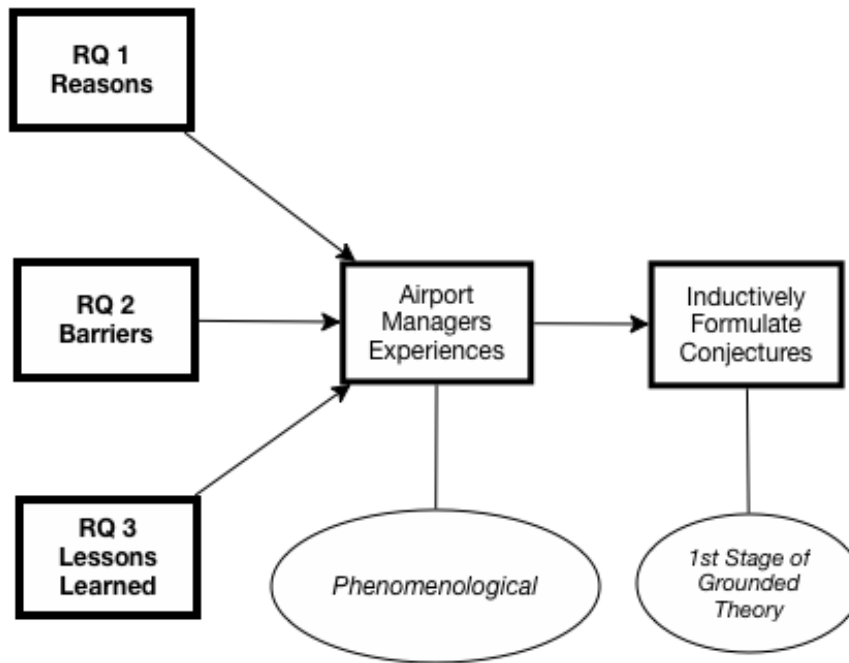 RQ 1
Reasons
RQ 2
Barriers
Airport
Managers
Experiences
Inductively
Formulate
Conjectures
RQ 3
Lessons
Learned
Phenomenological
1st Stage of
Grounded
Theory